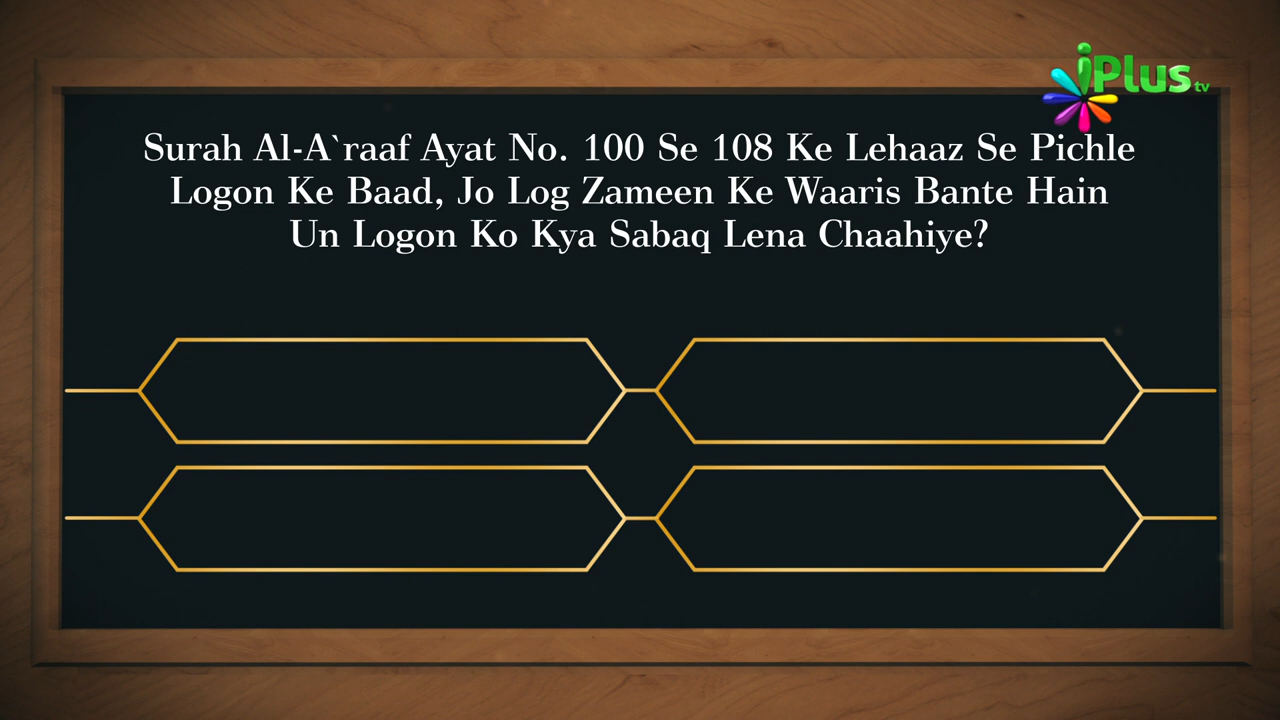 iPlus tv
Surah Al-A`raaf Ayat No. 100 Se 108 Ke Lehaaz Se Pichle
Logon Ke Baad, Jo Log Zameen Ke Waaris Bante Hain
Un Logon Ko Kya Sabaq Lena Chaahiye?